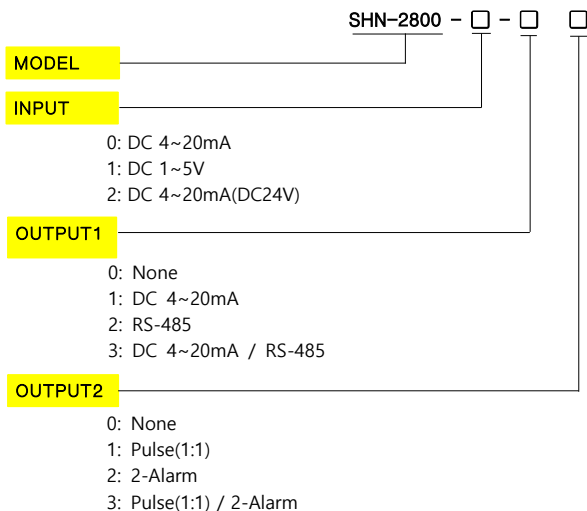 SHN-2800 - □ - □ □
MODEL
INPUT
0: DC 4~20mA
1: DC 1~5V
2: DC 4~20mA(DC24V)
OUTPUT1
0: None
1: DC 4~20mA
2: RS-485
3: DC 4~20mA / RS-485
OUTPUT2
0: None
1: Pulse(1:1)
2: 2-Alarm
3: Pulse(1:1) / 2-Alarm